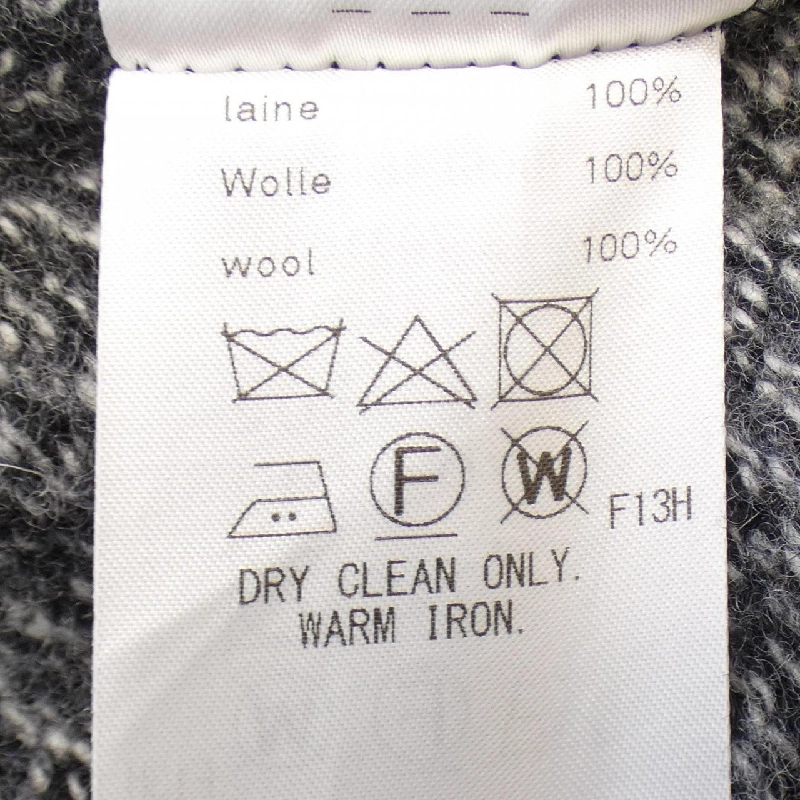 laine 100%
Wolle 100%
wool 100%
F W F13H
DRY CLEAN ONLY.
WARM IRON.